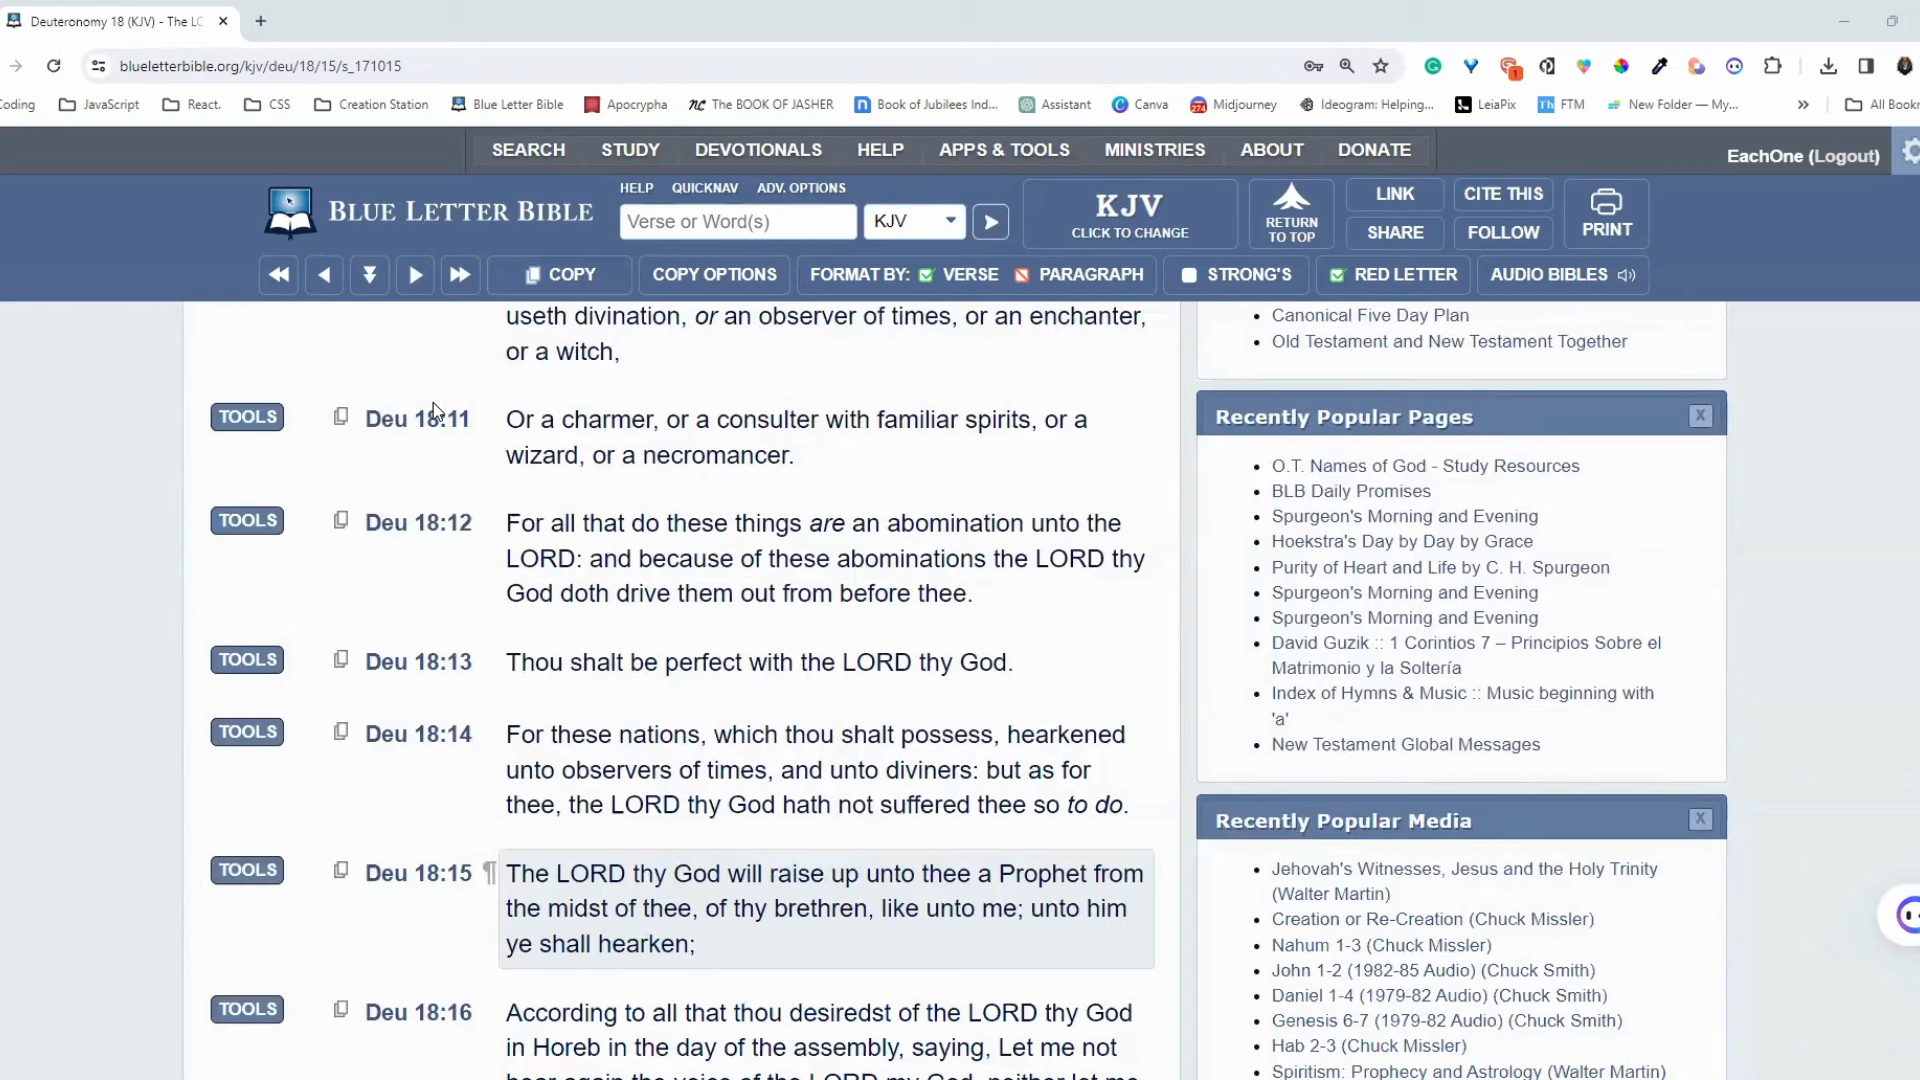 Deuteronomy 18 (KJV) - The LO
blueletterbible.org/kjv/deu/18/15/s_171015
1
oding JavaScript React. CSS Creation Station Blue Letter Bible Apocrypha The BOOK OF JASHER Book of Jubilees Ind... Assistant Canva 274 Midjourney Ideogram: Helping... LeiaPix Th FTM New Folder — My... » All Bookr
SEARCH STUDY DEVOTIONALS HELP APPS & TOOLS MINISTRIES ABOUT DONATE
EachOne (Logout)
BLUE LETTER BIBLE
HELP QUICKNAV ADV. OPTIONS
Verse or Word(s) KJV
KJV
CLICK TO CHANGE
RETURN
TO TOP
LINK CITE THIS
SHARE FOLLOW
PRINT
COPY COPY OPTIONS FORMAT BY: VERSE PARAGRAPH STRONG'S RED LETTER AUDIO BIBLES
useth divination, or an observer of times, or an enchanter,
or a witch,
TOOLS Deu 18:11 Or a charmer, or a consulter with familiar spirits, or a
wizard, or a necromancer.
TOOLS Deu 18:12 For all that do these things are an abomination unto the
LORD: and because of these abominations the LORD thy
God doth drive them out from before thee.
TOOLS Deu 18:13 Thou shalt be perfect with the LORD thy God.
TOOLS Deu 18:14 For these nations, which thou shalt possess, hearkened
unto observers of times, and unto diviners: but as for
thee, the LORD thy God hath not suffered thee so to do.
TOOLS Deu 18:15 ¶ The LORD thy God will raise up unto thee a Prophet from
the midst of thee, of thy brethren, like unto me; unto him
ye shall hearken;
TOOLS Deu 18:16 According to all that thou desiredst of the LORD thy God
in Horeb in the day of the assembly, saying, Let me not
hear again the voice of the LORD my God, neither let me
Canonical Five Day Plan
Old Testament and New Testament Together
Recently Popular Pages X
O.T. Names of God - Study Resources
BLB Daily Promises
Spurgeon's Morning and Evening
Hoekstra's Day by Day by Grace
Purity of Heart and Life by C. H. Spurgeon
Spurgeon's Morning and Evening
Spurgeon's Morning and Evening
David Guzik :: 1 Corintios 7 – Principios Sobre el
Matrimonio y la Soltería
Index of Hymns & Music :: Music beginning with
'a'
New Testament Global Messages
Recently Popular Media X
Jehovah's Witnesses, Jesus and the Holy Trinity
(Walter Martin)
Creation or Re-Creation (Chuck Missler)
Nahum 1-3 (Chuck Missler)
John 1-2 (1982-85 Audio) (Chuck Smith)
Daniel 1-4 (1979-82 Audio) (Chuck Smith)
Genesis 6-7 (1979-82 Audio) (Chuck Smith)
Hab 2-3 (Chuck Missler)
Spiritism: Prophecy and Astrology (Walter Martin)